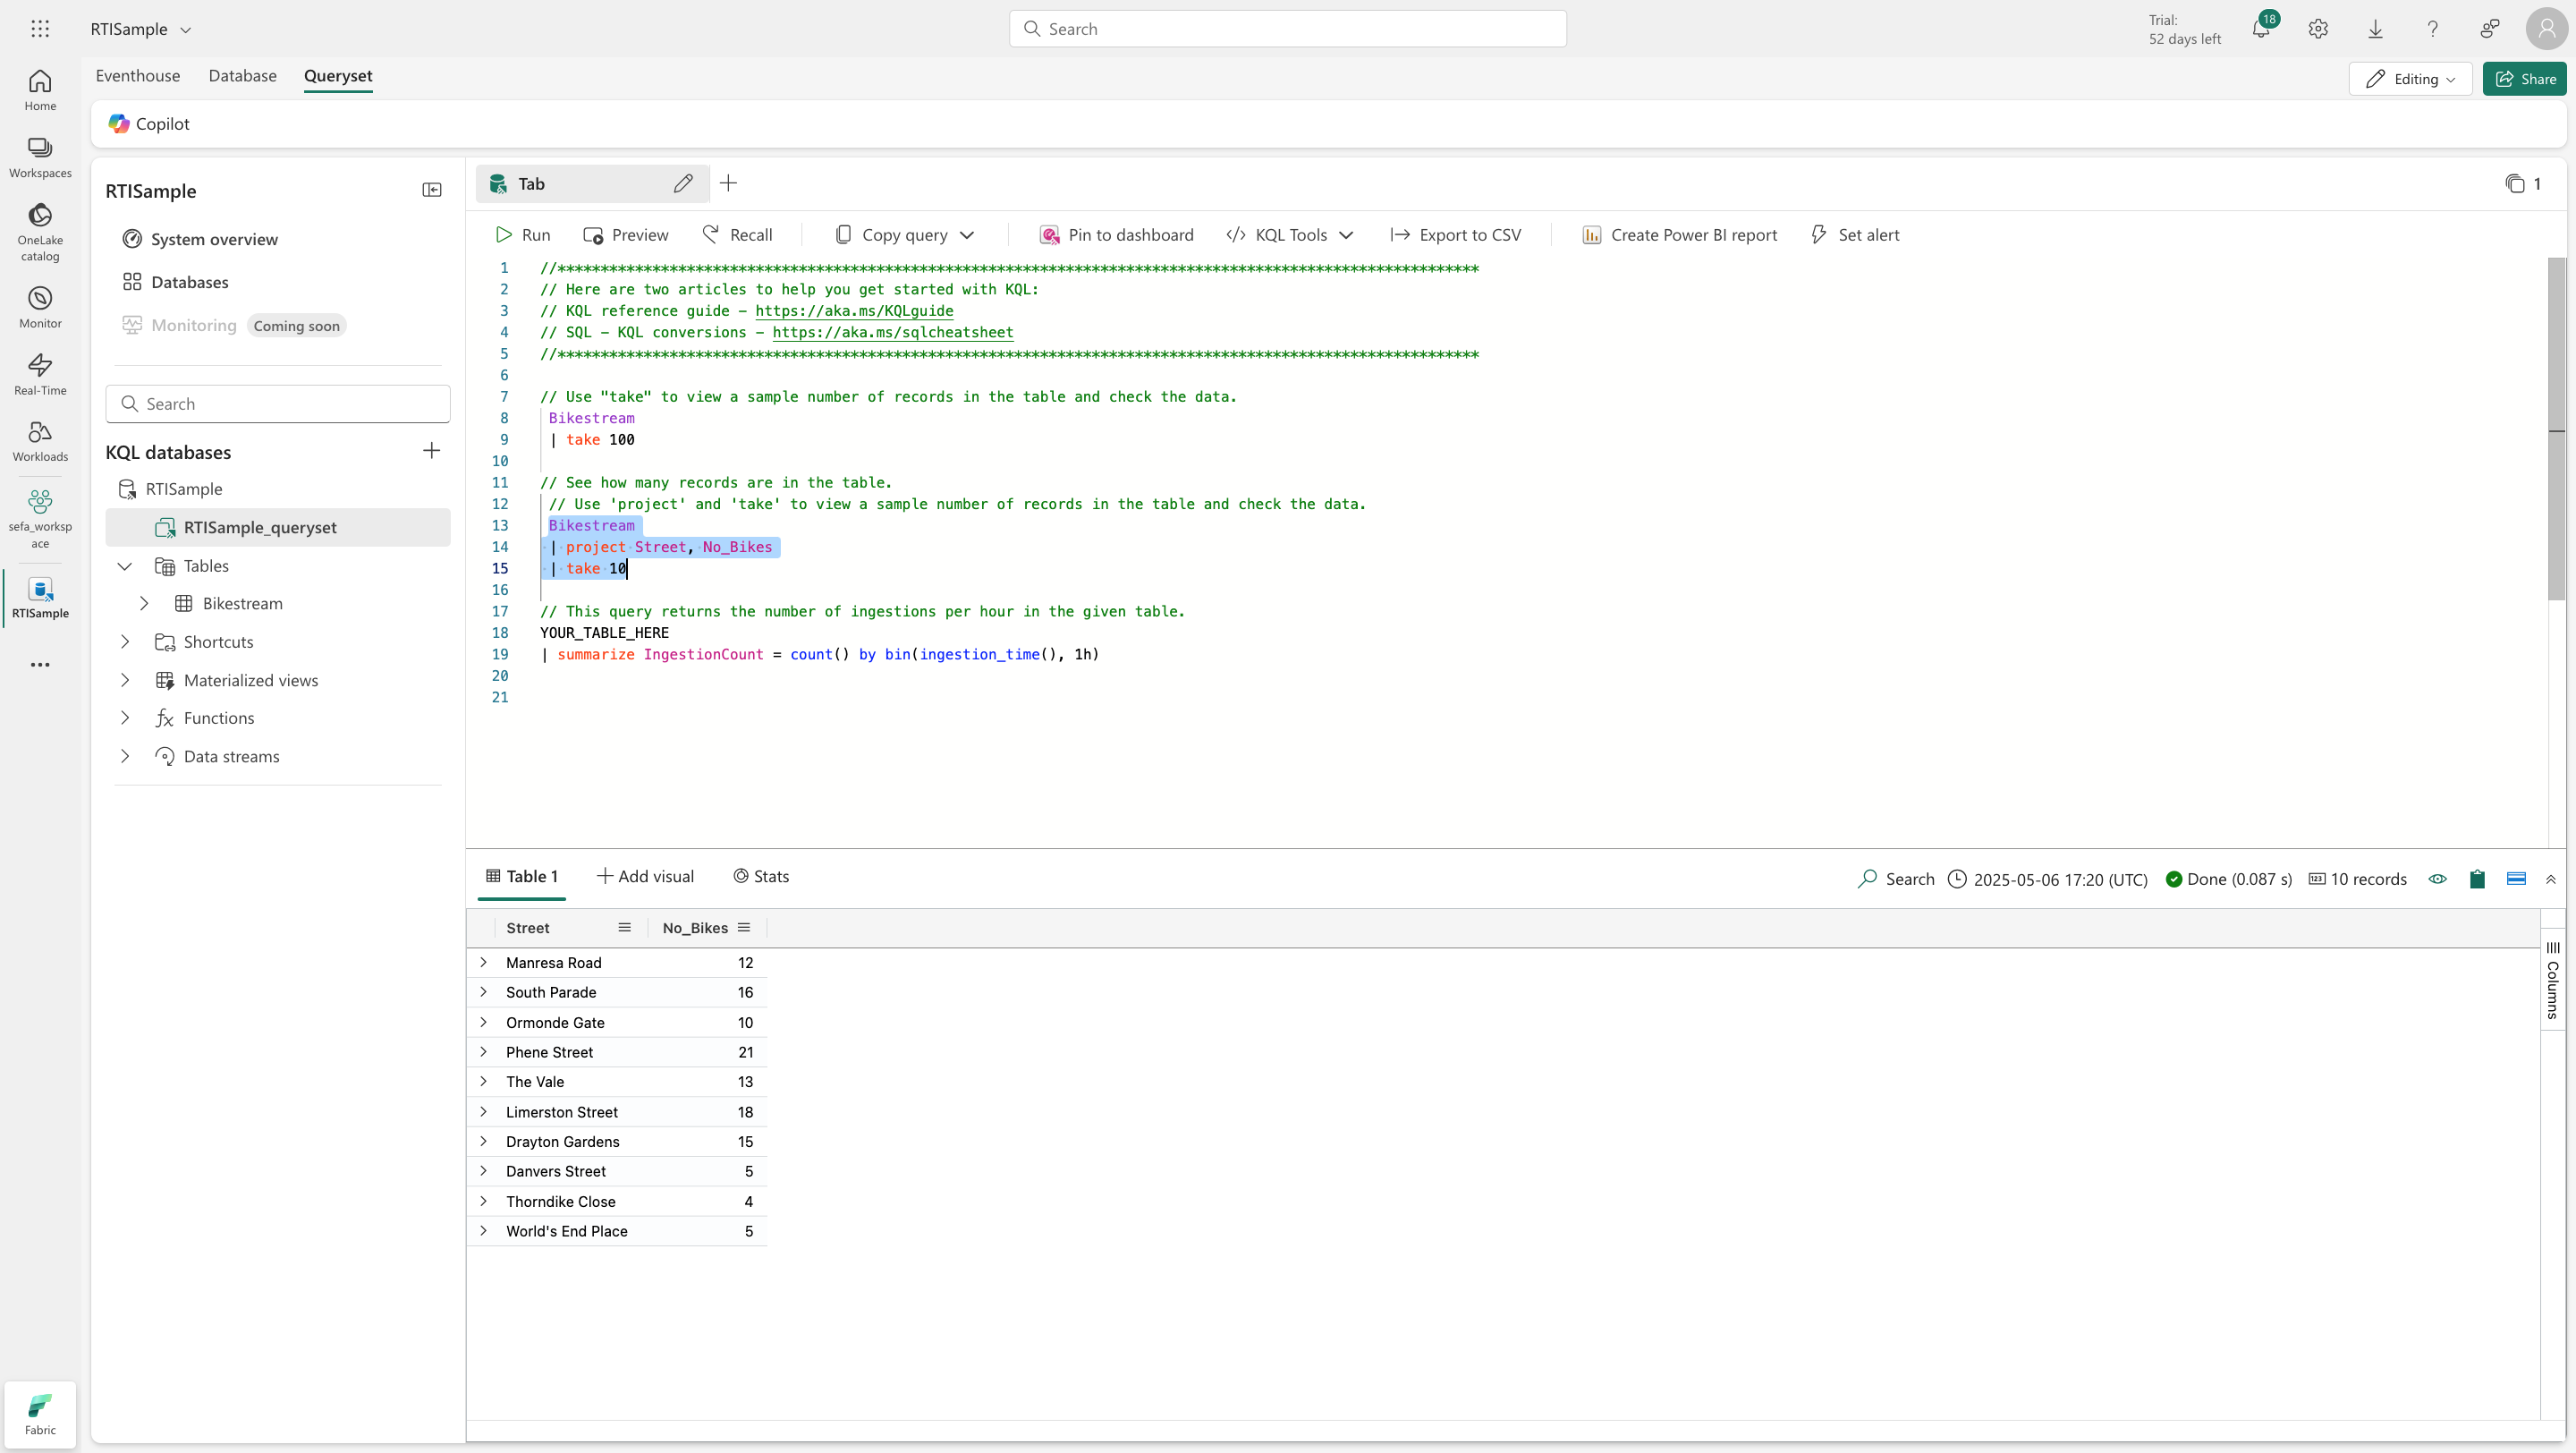 RTISample
Search
Trial:
52 days left
18
Home
Workspaces
OneLake
catalog
Monitor
Real-Time
Workloads
sefa_worksp
ace
RTISample
Fabric
Eventhouse
Database
Queryset
Editing
Share
Copilot
RTISample
System overview
Databases
Monitoring Coming soon
Search
KQL databases
RTISample
RTISample_queryset
Tables
Bikestream
Shortcuts
Materialized views
Functions
Data streams
Tab
1
Run
Preview
Recall
Copy query
Pin to dashboard
KQL Tools
Export to CSV
Create Power BI report
Set alert
1 //***********************************************************************************************************
2 // Here are two articles to help you get started with KQL:
3 // KQL reference guide - https://aka.ms/KQLguide
4 // SQL - KQL conversions - https://aka.ms/sqlcheatsheet
5 //***********************************************************************************************************
6
7 // Use "take" to view a sample number of records in the table and check the data.
8 Bikestream
9 | take 100
10
11 // See how many records are in the table.
12 // Use 'project' and 'take' to view a sample number of records in the table and check the data.
13 Bikestream
14 | project Street, No_Bikes
15 | take 10
16
17 // This query returns the number of ingestions per hour in the given table.
18 YOUR_TABLE_HERE
19 | summarize IngestionCount = count() by bin(ingestion_time(), 1h)
20
21
Table 1
Add visual
Stats
Search
2025-05-06 17:20 (UTC)
Done (0.087 s)
10 records
Street No_Bikes
Manresa Road 12
South Parade 16
Ormonde Gate 10
Phene Street 21
The Vale 13
Limerston Street 18
Drayton Gardens 15
Danvers Street 5
Thorndike Close 4
World's End Place 5
Columns